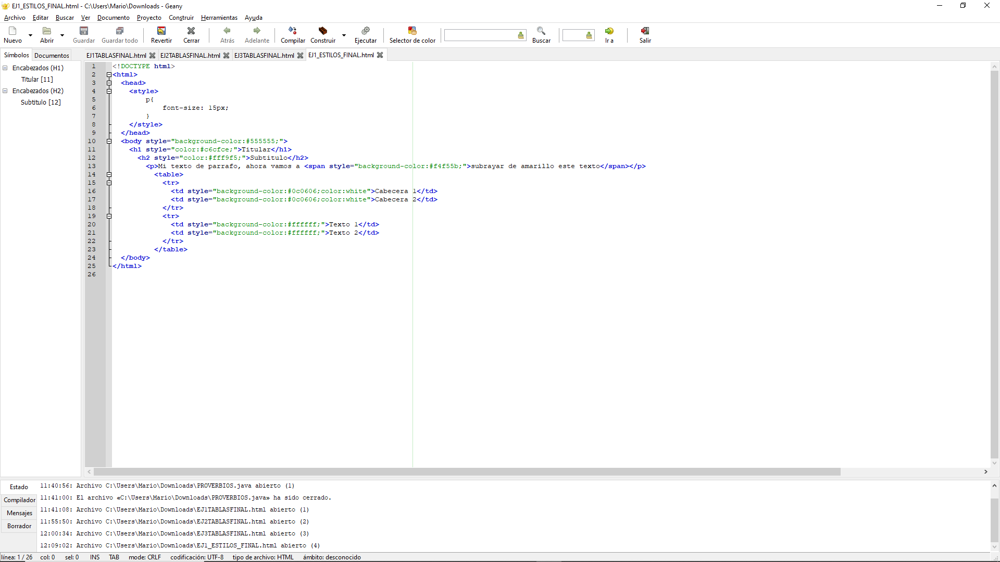 EJ1_ESTILOS_FINAL.html - C:\Users\Mario\Downloads - Geany
Archivo Editar Buscar Ver Documento Proyecto Construir Herramientas Ayuda
Nuevo Abrir Guardar Guardar todo Revertir Cerrar Atrás Adelante Compilar Construir Ejecutar Selector de color Buscar Ir a Salir
Símbolos Documentos EJ1TABLASFINAL.html EJ2TABLASFINAL.html EJ3TABLASFINAL.html EJ1_ESTILOS_FINAL.html
Encabezados (H1)
Titular [11]
Encabezados (H2)
Subtitulo [12]
1 <!DOCTYPE html>
2 <html>
3 <head>
4 <style>
5 p{
6 font-size: 15px;
7 }
8 </style>
9 </head>
10 <body style="background-color:#555555;">
11 <h1 style="color:#c6cfce;">Titular</h1>
12 <h2 style="color:#fff9f5;">Subtitulo</h2>
13 <p>Mi texto de parrafo, ahora vamos a <span style="background-color:#f4f55b;">subrayar de amarillo este texto</span></p>
14 <table>
15 <tr>
16 <td style="background-color:#0c0606;color:white">Cabecera 1</td>
17 <td style="background-color:#0c0606;color:white">Cabecera 2</td>
18 </tr>
19 <tr>
20 <td style="background-color:#ffffff;">Texto 1</td>
21 <td style="background-color:#ffffff;">Texto 2</td>
22 </tr>
23 </table>
24 </body>
25 </html>
26
Estado
Compilador
Mensajes
Borrador
11:40:56: Archivo C:\Users\Mario\Downloads\PROVERBIOS.java abierto (1)
11:41:00: El archivo «C:\Users\Mario\Downloads\PROVERBIOS.java» ha sido cerrado.
11:41:08: Archivo C:\Users\Mario\Downloads\EJ1TABLASFINAL.html abierto (1)
11:55:50: Archivo C:\Users\Mario\Downloads\EJ2TABLASFINAL.html abierto (2)
12:00:34: Archivo C:\Users\Mario\Downloads\EJ3TABLASFINAL.html abierto (3)
12:09:02: Archivo C:\Users\Mario\Downloads\EJ1_ESTILOS_FINAL.html abierto (4)
línea: 1 / 26 col: 0 sel: 0 INS TAB mode: CRLF codificación: UTF-8 tipo de archivo: HTML ámbito: desconocido